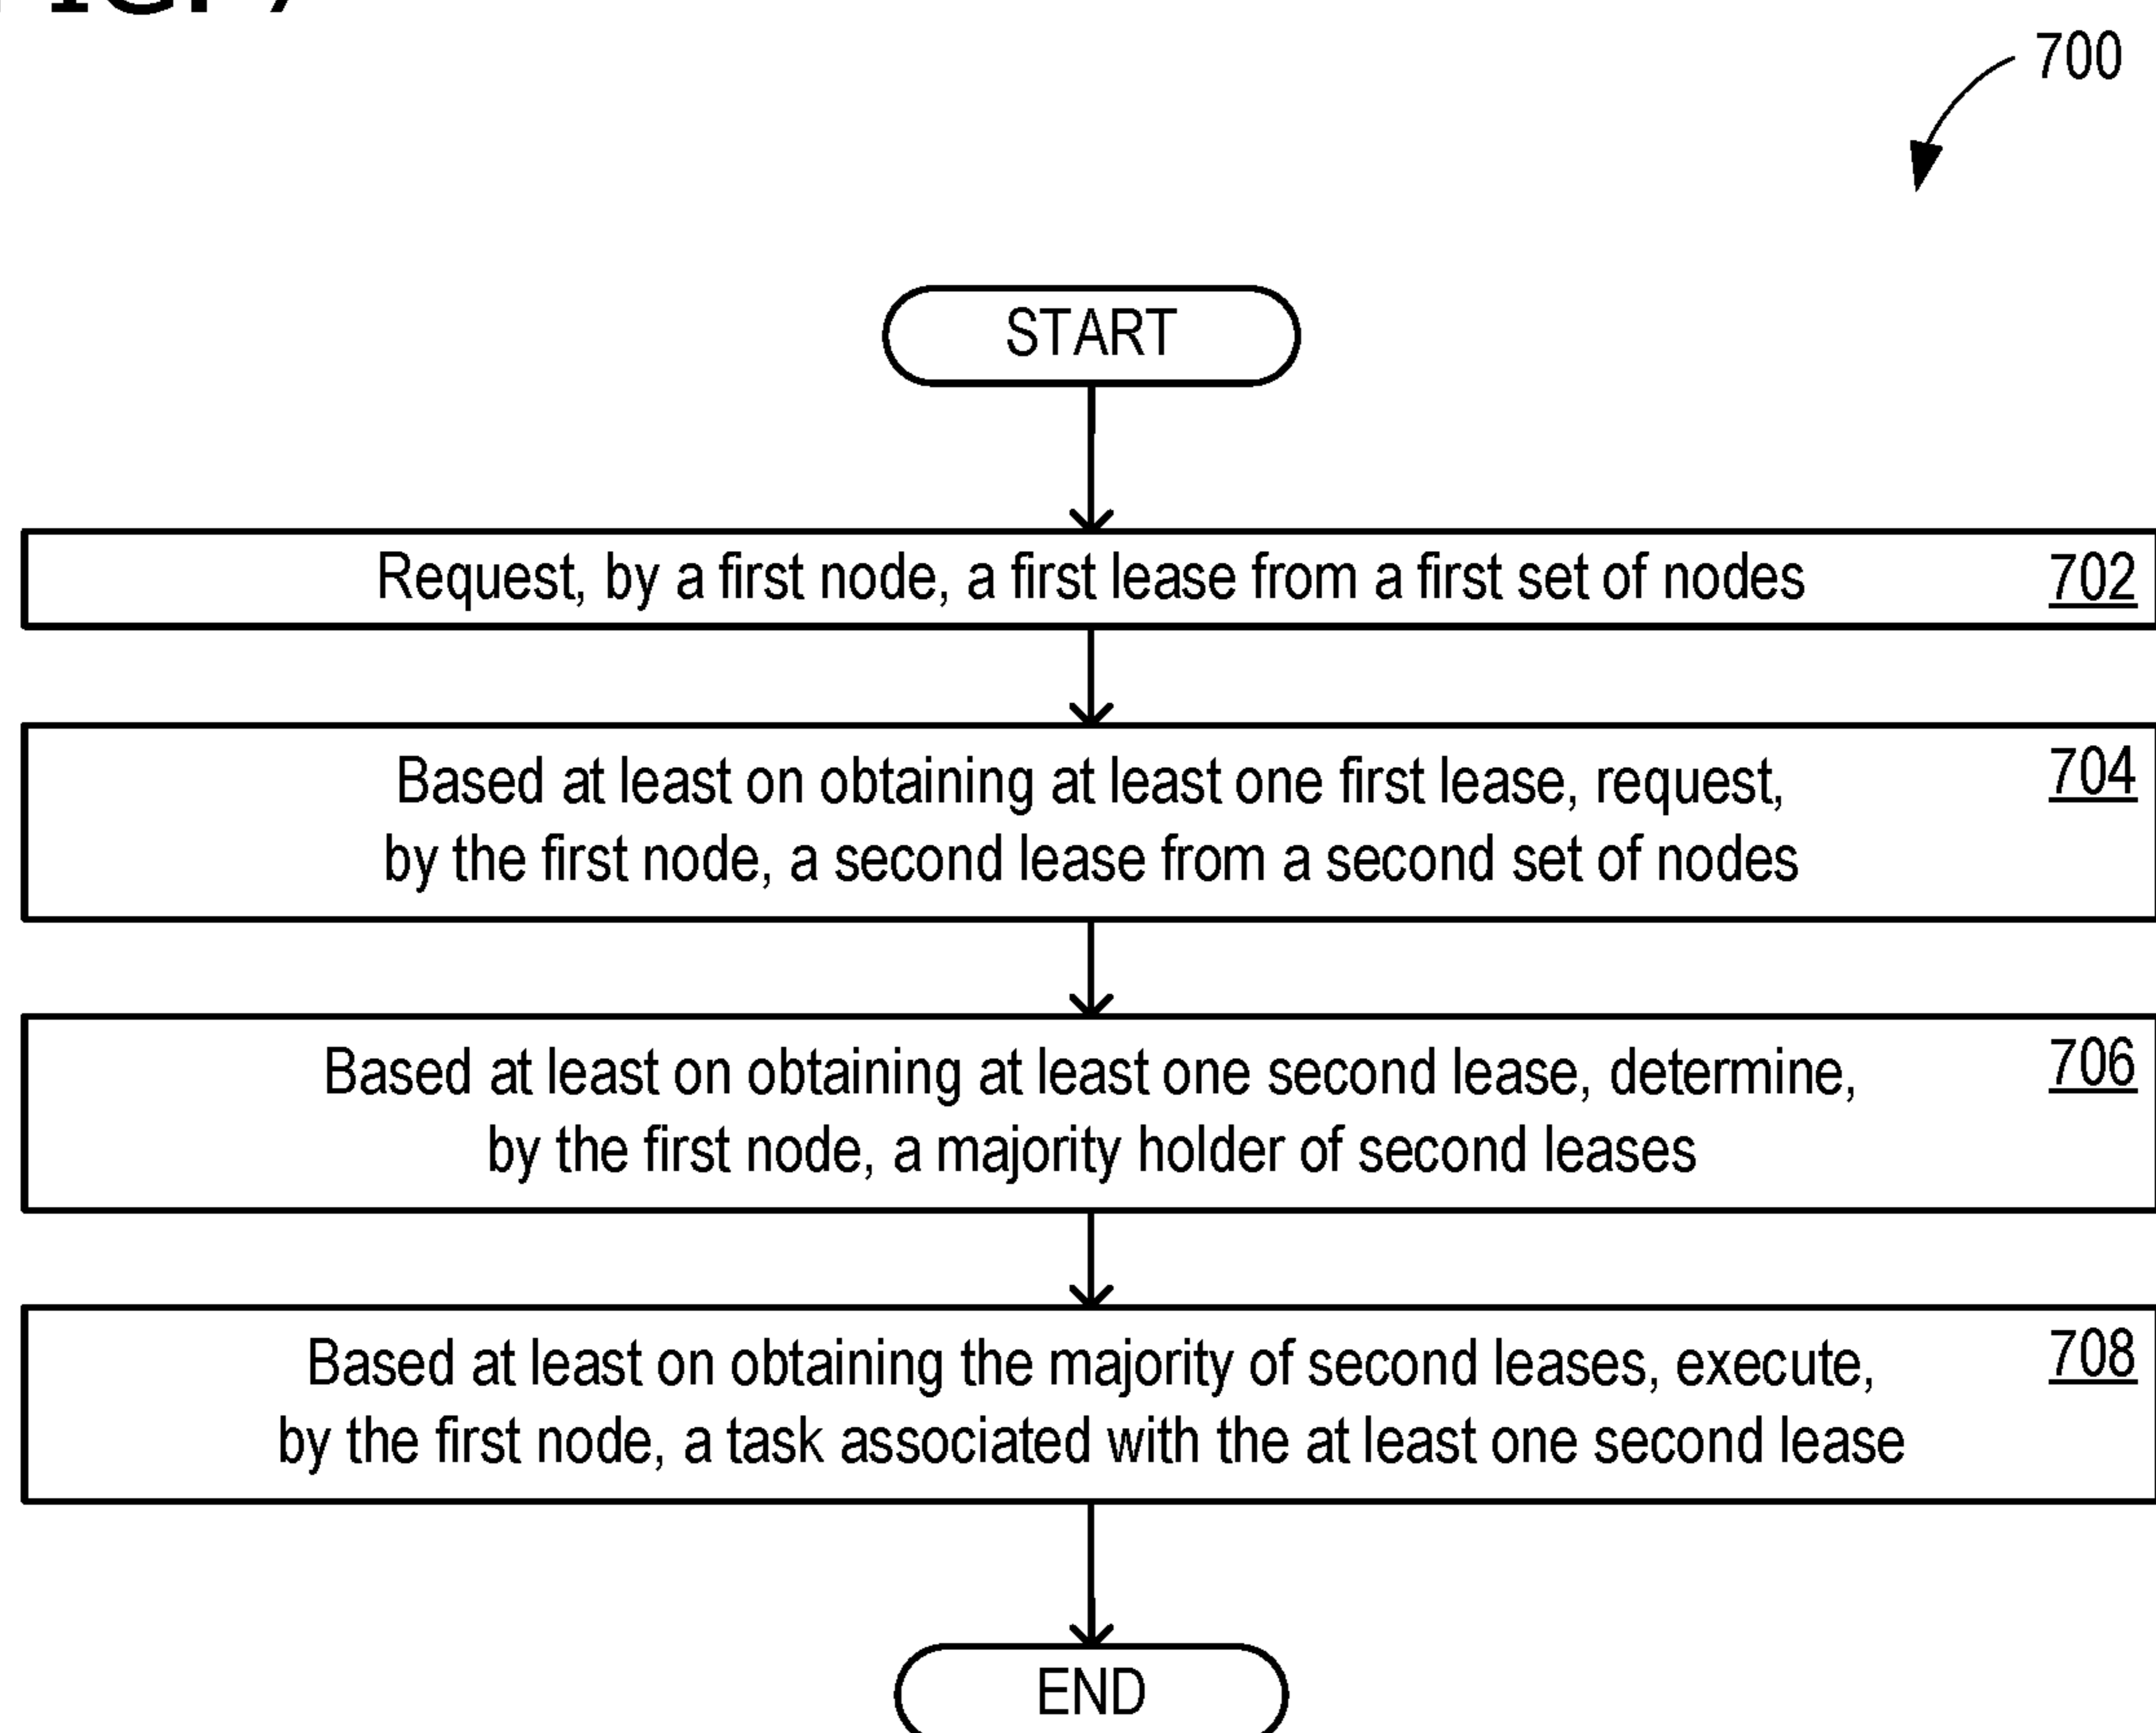 FIG. 7
700
START
Request, by a first node, a first lease from a first set of nodes 702
Based at least on obtaining at least one first lease, request, 704
by the first node, a second lease from a second set of nodes
Based at least on obtaining at least one second lease, determine, 706
by the first node, a majority holder of second leases
Based at least on obtaining the majority of second leases, execute, 708
by the first node, a task associated with the at least one second lease
END